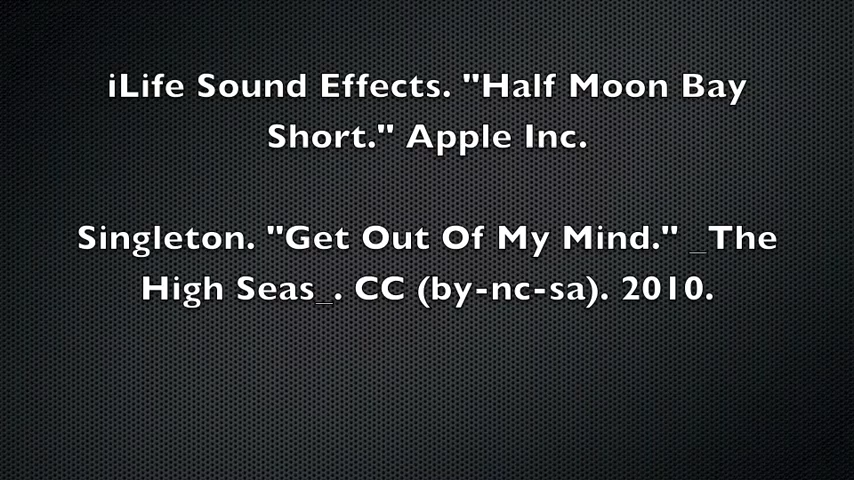 iLife Sound Effects. "Half Moon Bay
Short." Apple Inc.
Singleton. "Get Out Of My Mind." _The
High Seas_. CC (by-nc-sa). 2010.